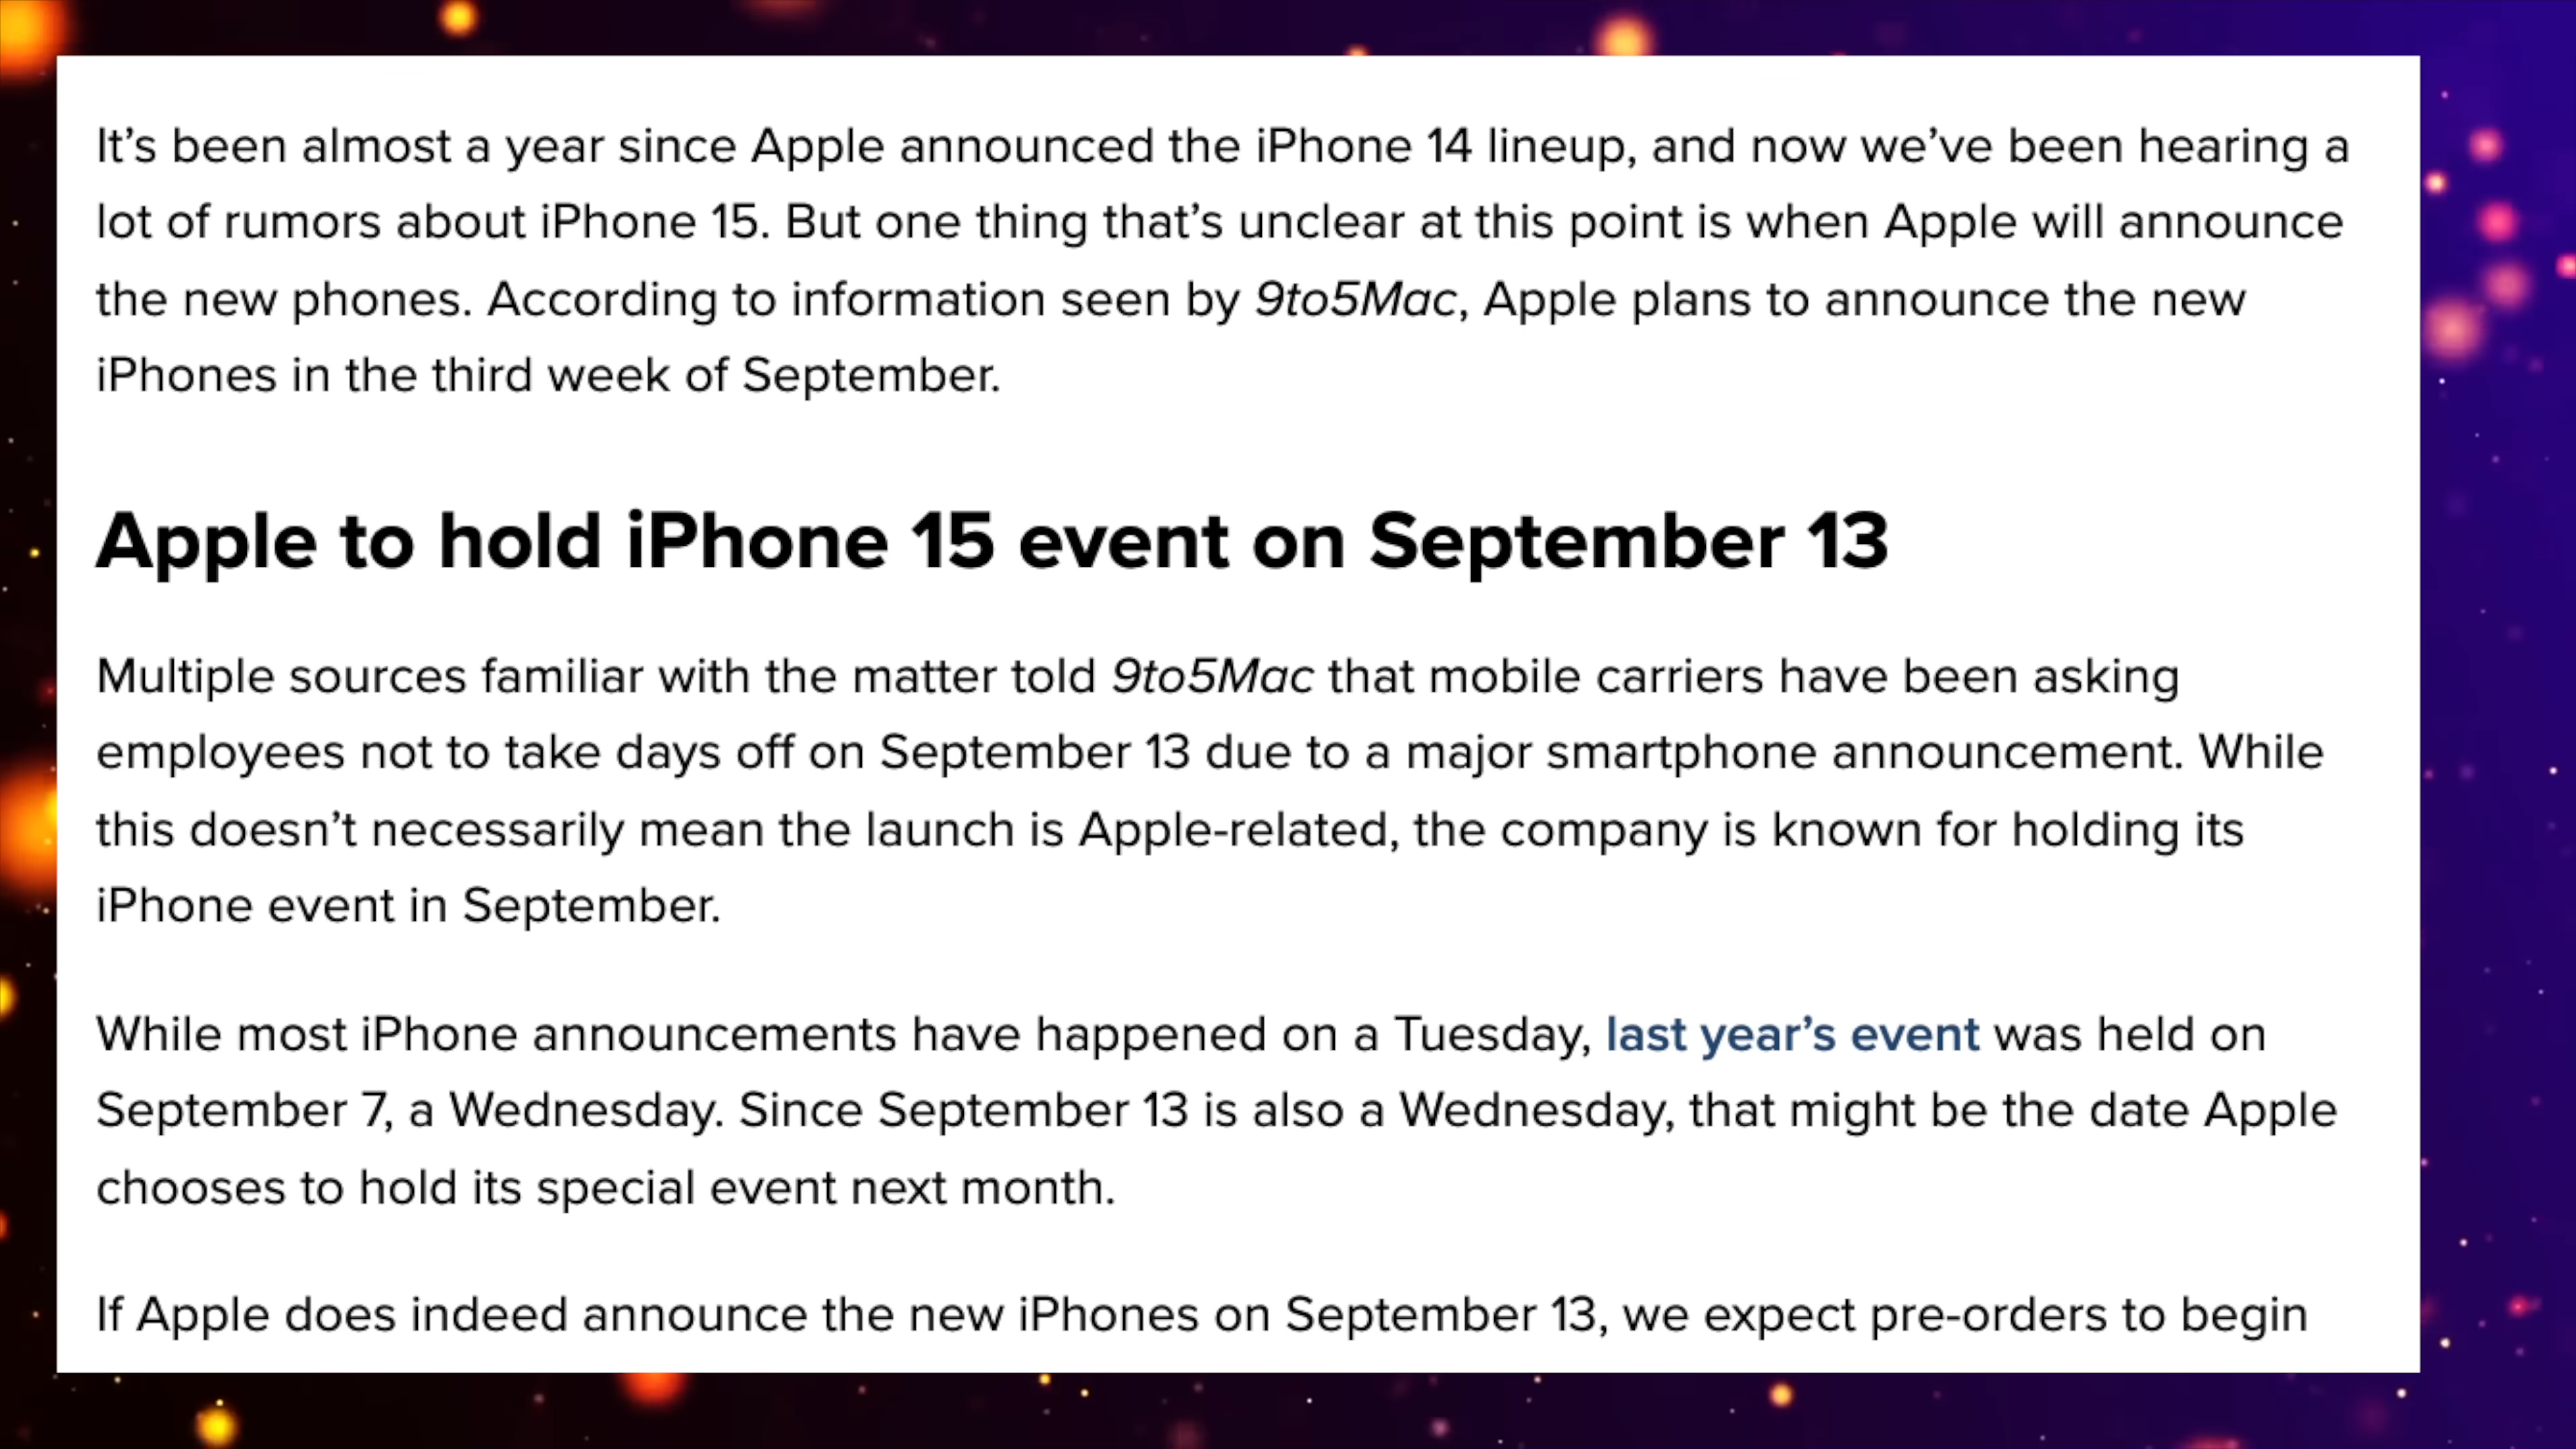 It’s been almost a year since Apple announced the iPhone 14 lineup, and now we’ve been hearing a
lot of rumors about iPhone 15. But one thing that’s unclear at this point is when Apple will announce
the new phones. According to information seen by 9to5Mac, Apple plans to announce the new
iPhones in the third week of September.
Apple to hold iPhone 15 event on September 13
Multiple sources familiar with the matter told 9to5Mac that mobile carriers have been asking
employees not to take days off on September 13 due to a major smartphone announcement. While
this doesn’t necessarily mean the launch is Apple-related, the company is known for holding its
iPhone event in September.
While most iPhone announcements have happened on a Tuesday, last year’s event was held on
September 7, a Wednesday. Since September 13 is also a Wednesday, that might be the date Apple
chooses to hold its special event next month.
If Apple does indeed announce the new iPhones on September 13, we expect pre-orders to begin